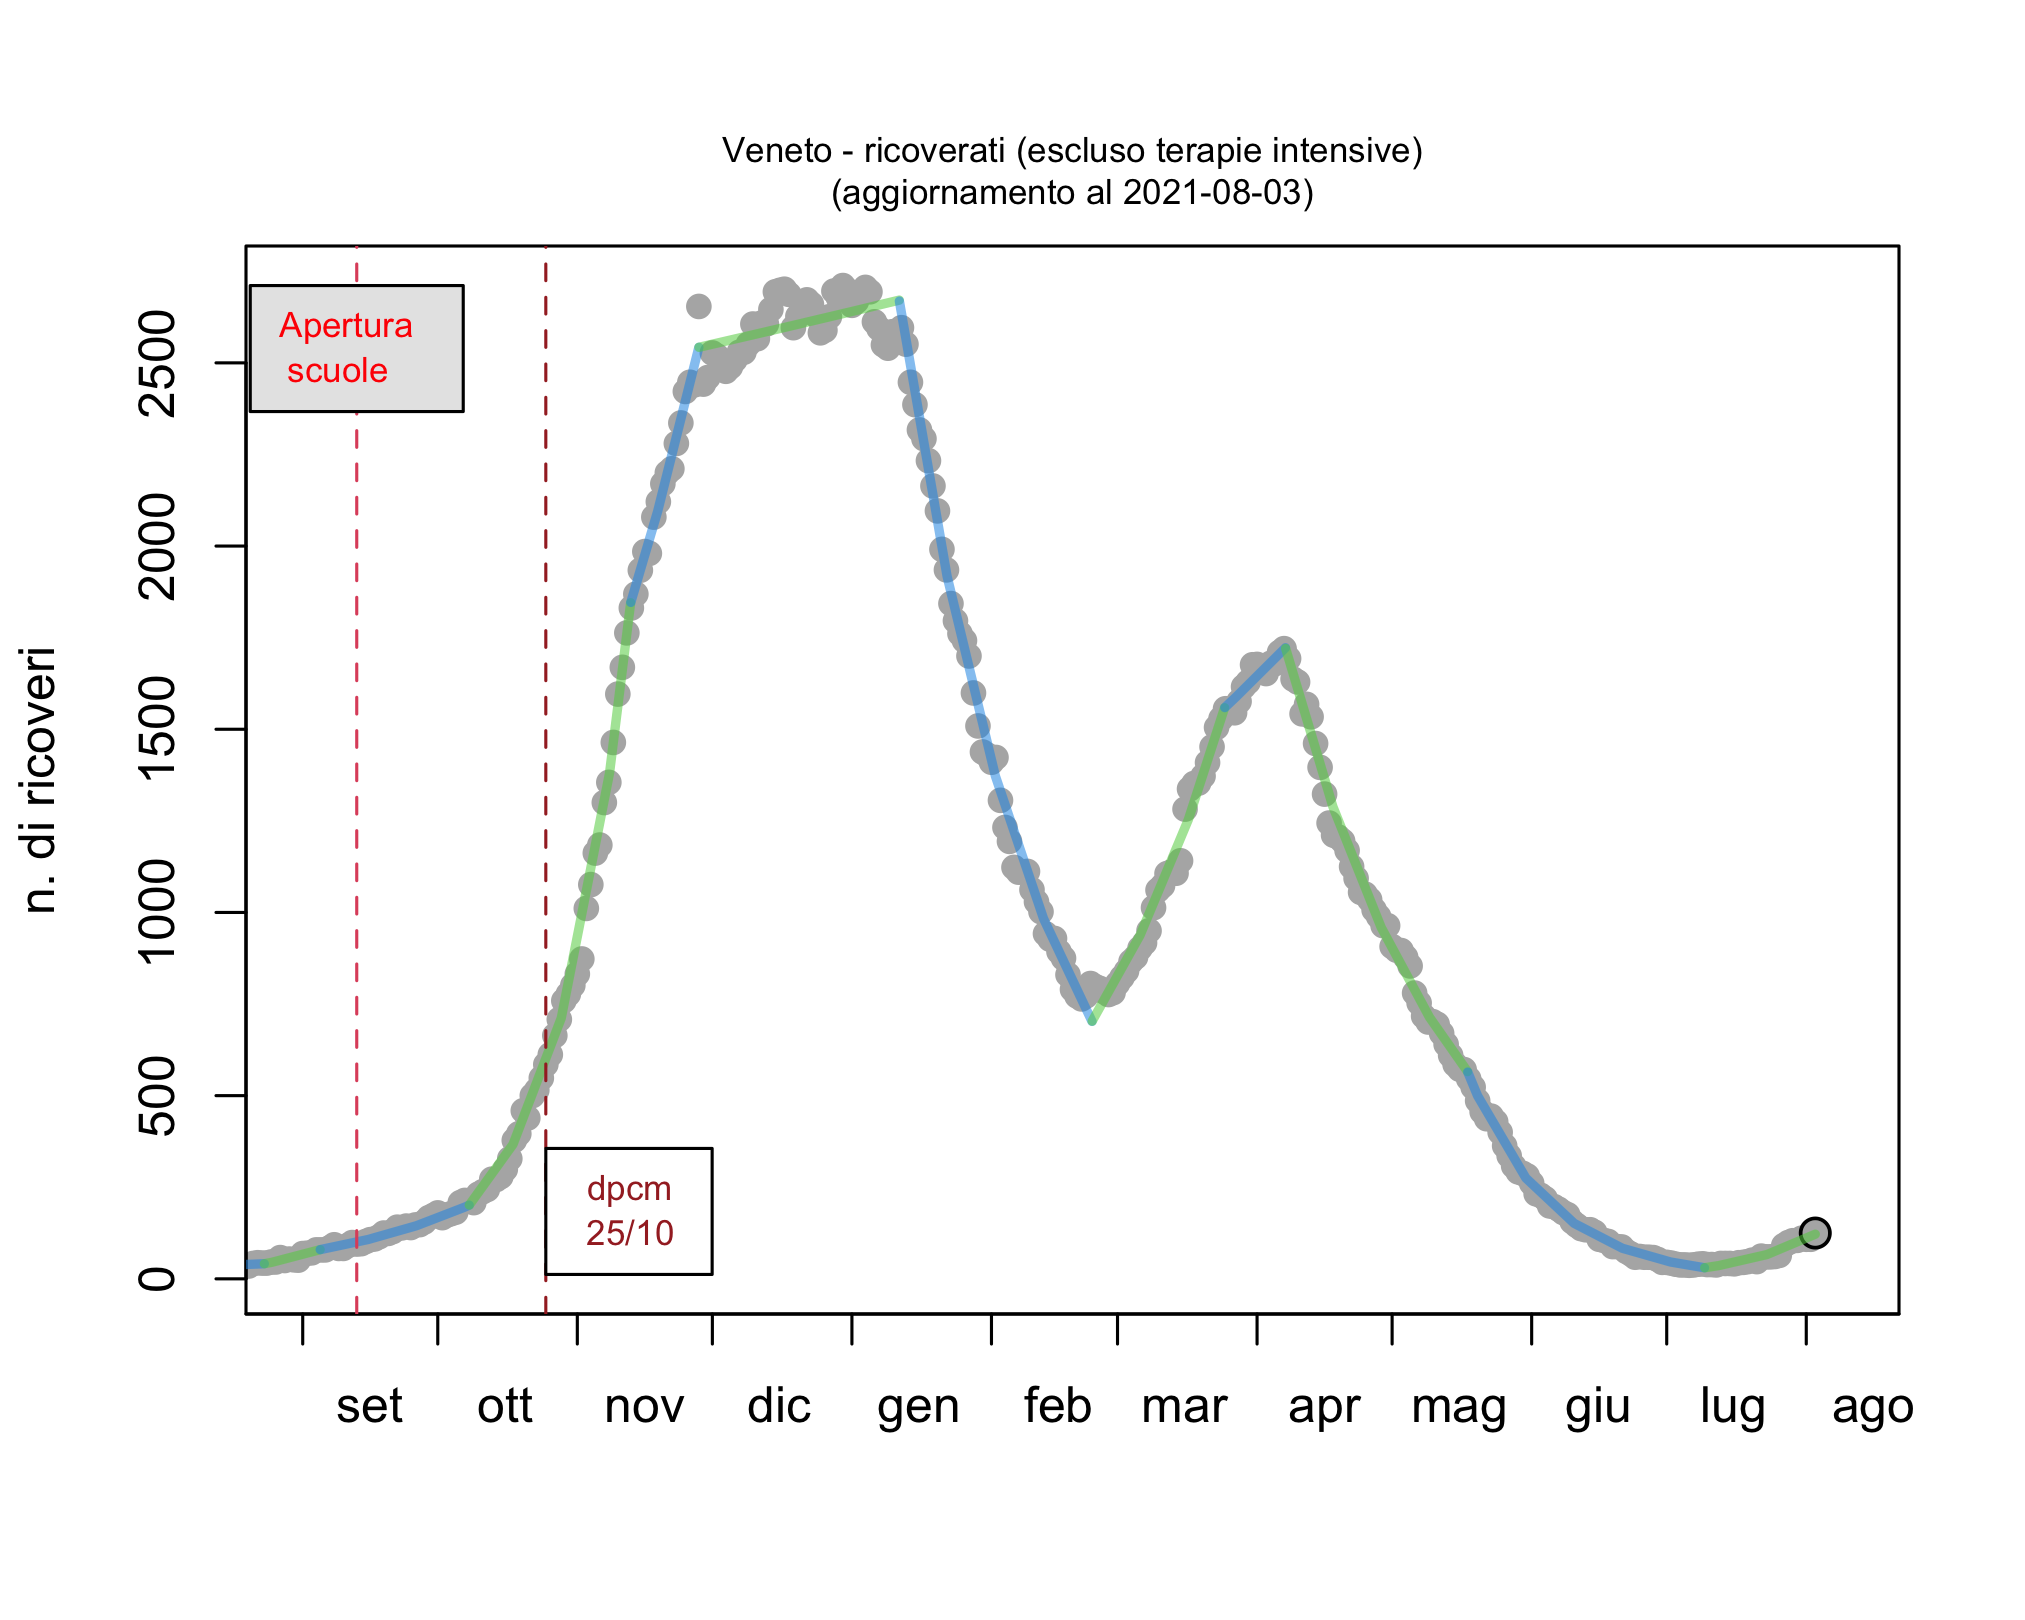 Veneto - ricoverati (escluso terapie intensive)
(aggiornamento al 2021-08-03)
n. di ricoveri
2500
2000
1500
1000
500
0
Apertura
scuole
dpcm
25/10
set ott nov dic gen feb mar apr mag giu lug ago